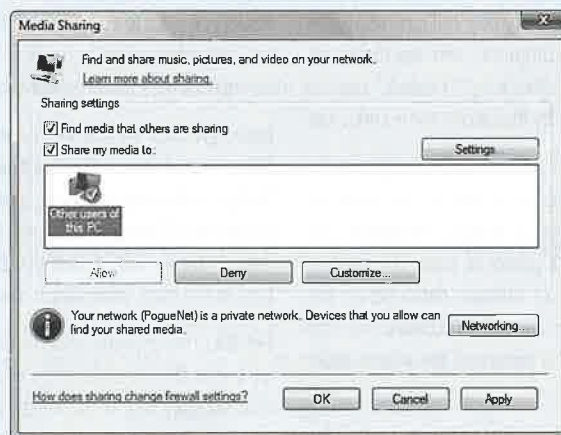 Media Sharing
Find and share music, pictures, and video on your network.
Learn more about sharing.
Sharing settings
Find media that others are sharing
Share my media to:
Settings...
Other users of
this PC
Allow
Deny
Customize...
Your network (PogueNet) is a private network. Devices that you allow can
find your shared media.
Networking...
How does sharing change firewall settings?
OK
Cancel
Apply